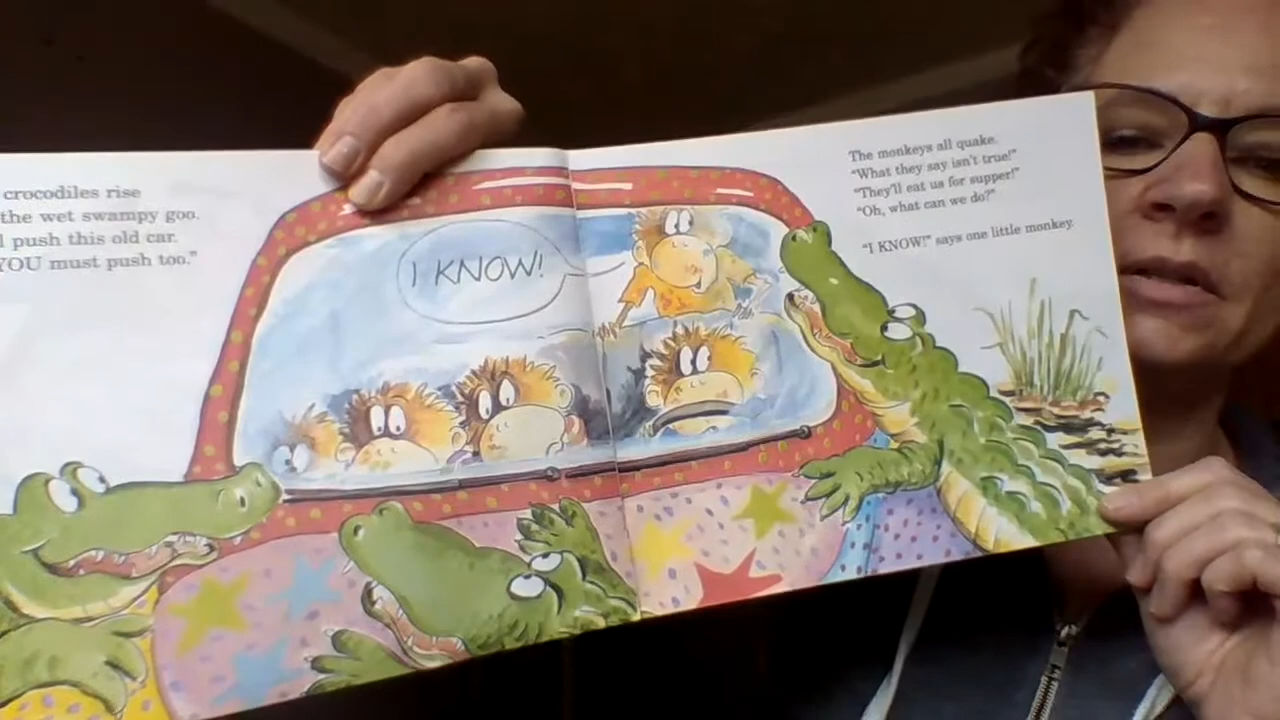 crocodiles rise
the wet swampy goo.
push this old car.
YOU must push too."
I KNOW!
The monkeys all quake.
"What they say isn't true!"
"They'll eat us for supper!"
"Oh, what can we do?"
"I KNOW!" says one little monkey.